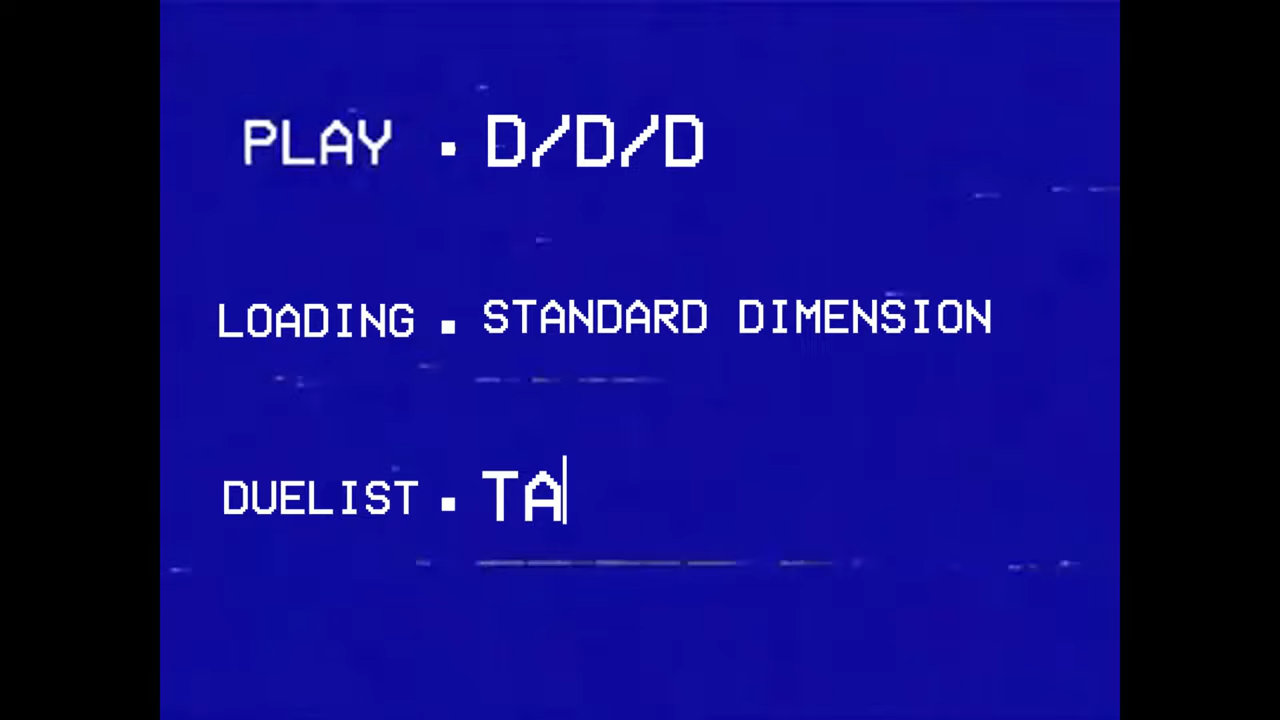 PLAY . D/D/D
LOADING . STANDARD DIMENSION
DUELIST . TA